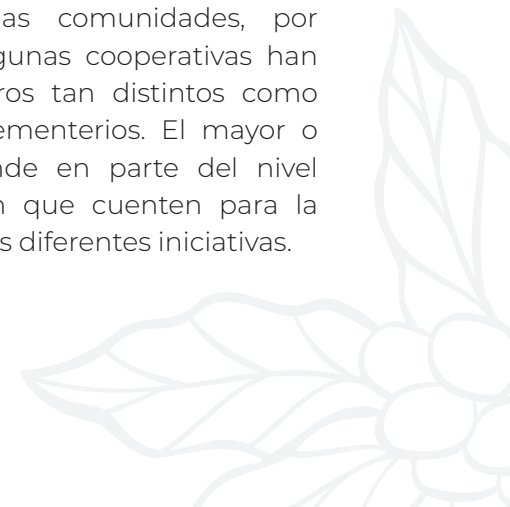 as comunidades, por
gunas cooperativas han
ros tan distintos como
ementerios. El mayor o
nde en parte del nivel
n que cuenten para la
s diferentes iniciativas.